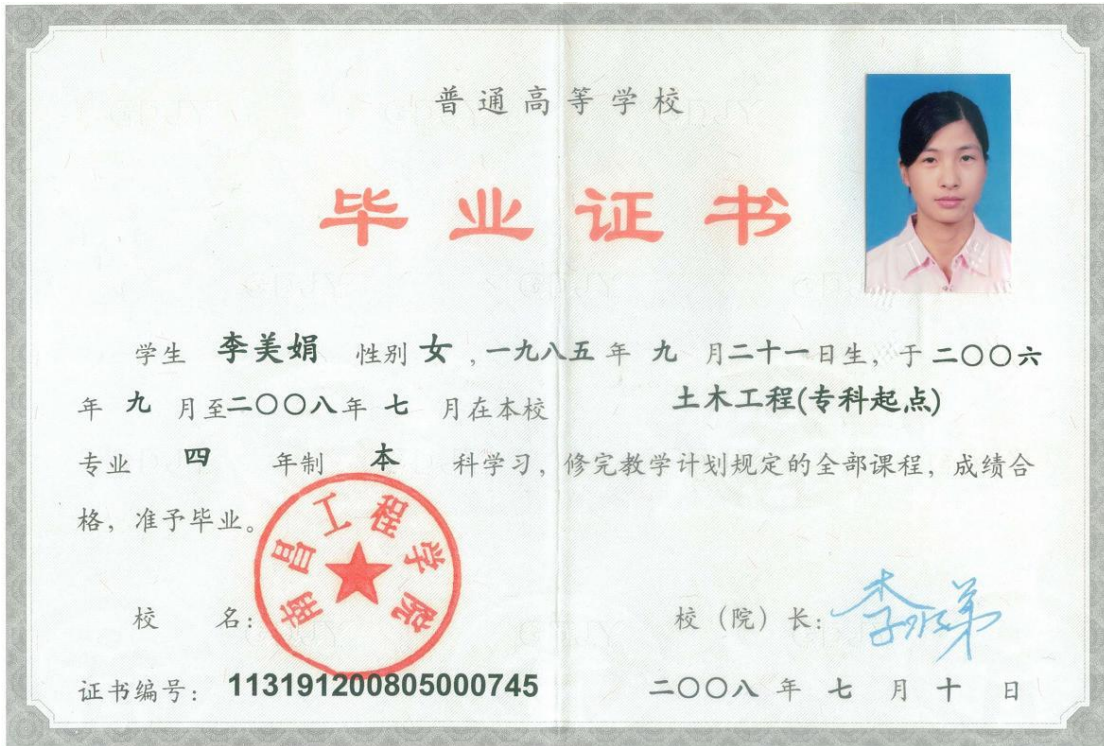 普通高等学校
毕业证书
学生 李美娟 性别 女 ,一九八五 年 九 月二十一日生,于 二〇〇六
年 九 月至二〇〇八年 七 月在本校 土木工程(专科起点)
专业 四 年制 本 科学习,修完教学计划规定的全部课程,成绩合
格,准予毕业。
南昌工程学院
校 名: 校(院)长:
证书编号: 113191200805000745 二〇〇八 年 七 月 十 日